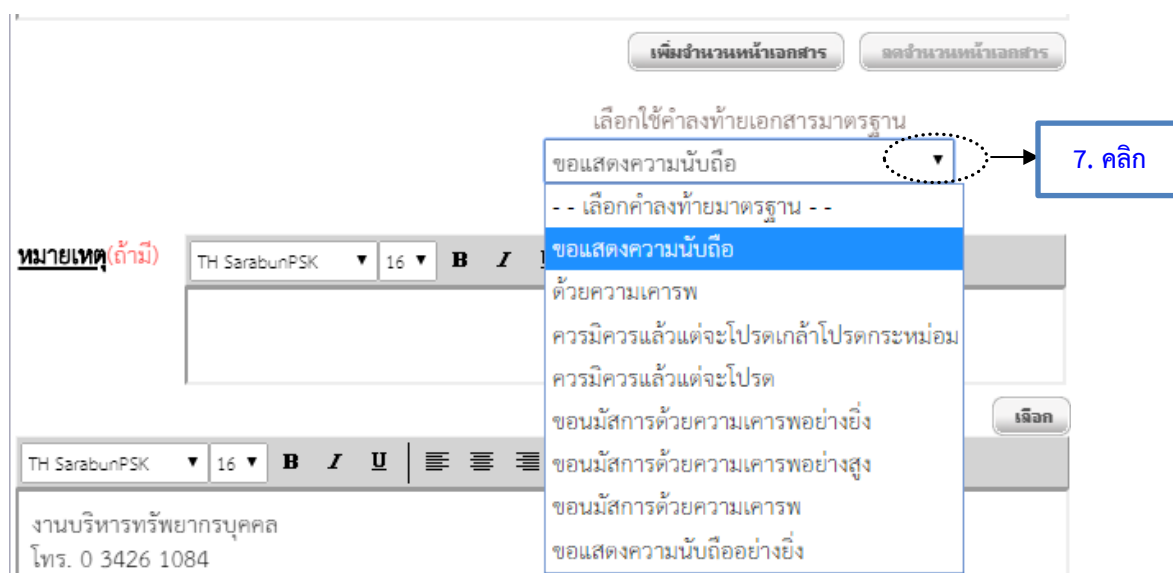 เพิ่มจำนวนหน้าเอกสาร ลดจำนวนหน้าเอกสาร
เลือกใช้คำลงท้ายเอกสารมาตรฐาน
ขอแสดงความนับถือ ▼
7. คลิก
- - เลือกคำลงท้ายมาตรฐาน - -
ขอแสดงความนับถือ
ด้วยความเคารพ
ควรมิควรแล้วแต่จะโปรดเกล้าโปรดกระหม่อม
ควรมิควรแล้วแต่จะโปรด
ขอนมัสการด้วยความเคารพอย่างยิ่ง
ขอนมัสการด้วยความเคารพอย่างสูง
ขอนมัสการด้วยความเคารพ
ขอแสดงความนับถืออย่างยิ่ง
หมายเหตุ(ถ้ามี)
TH SarabunPSK ▼ 16 ▼ B I
เลือก
TH SarabunPSK ▼ 16 ▼ B I U
งานบริหารทรัพยากรบุคคล
โทร. 0 3426 1084